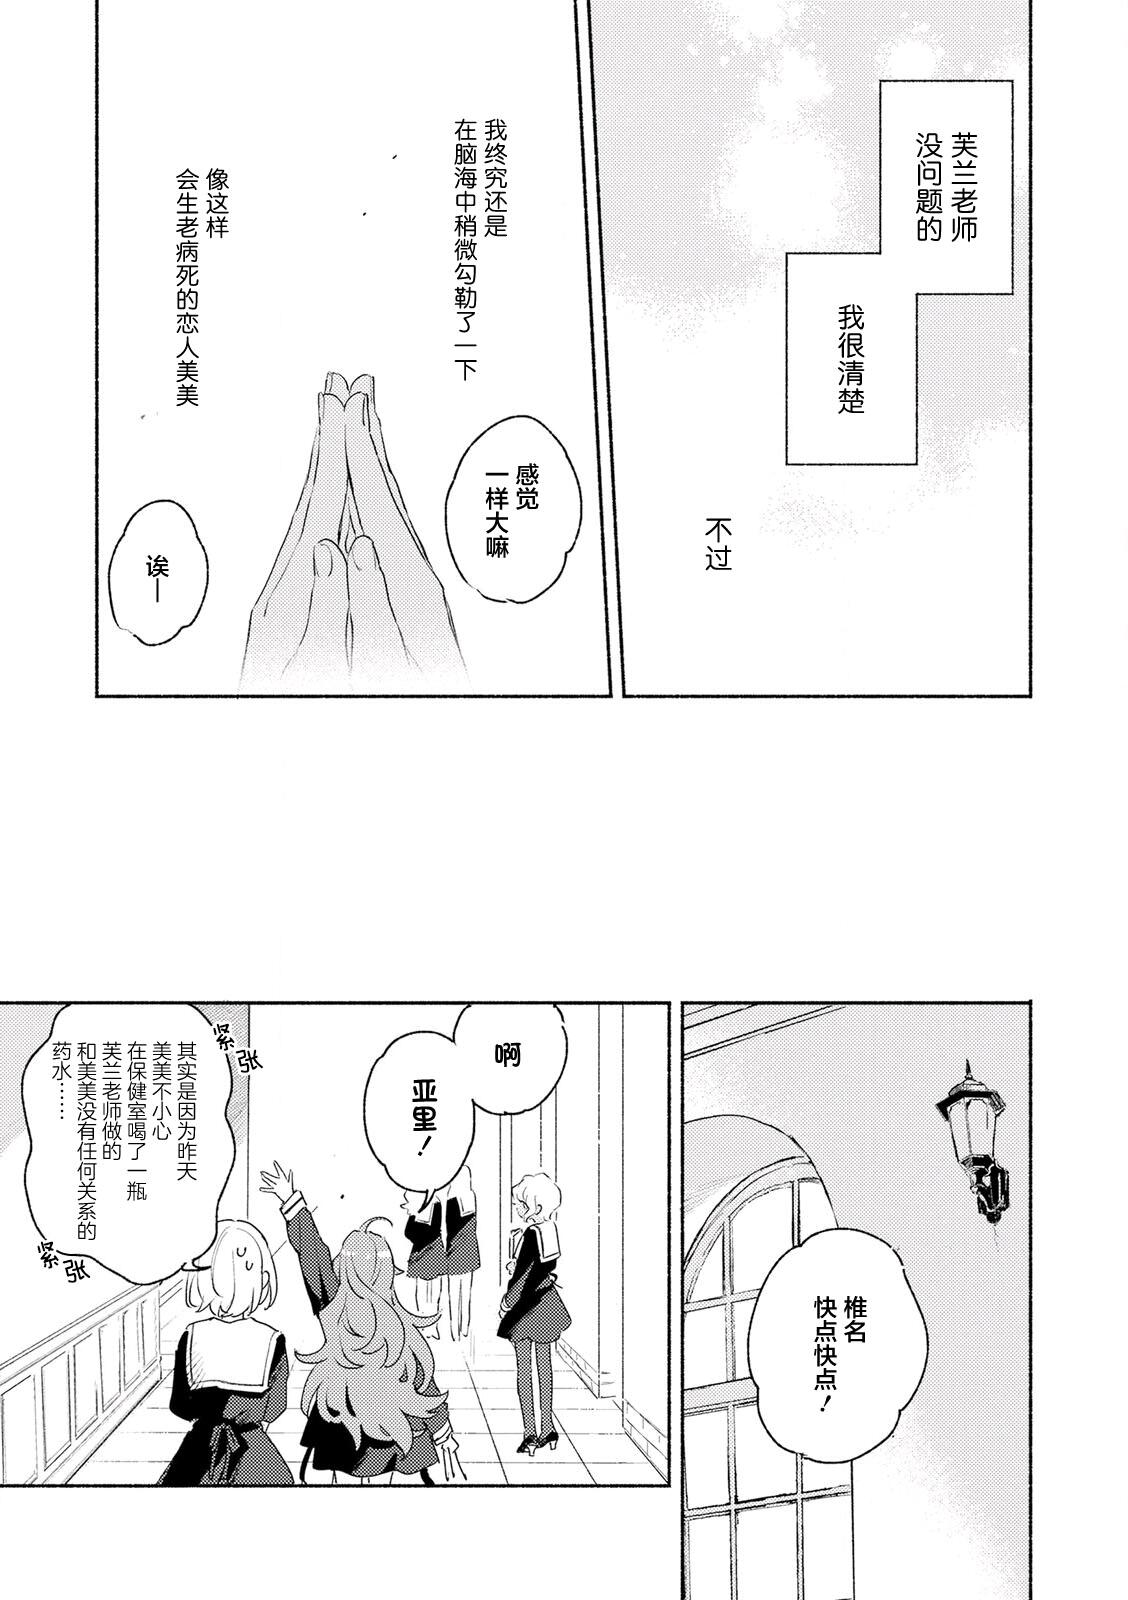 芙兰老师
没问题的
我很清楚
不过
我终究还是
在脑海中稍微勾勒了一下
感觉
一样大嘛
像这样
会生老病死的恋人美美
诶—
椎名
快点快点！
啊
亚里！
紧张
其实是因为昨天
美美不小心
在保健室喝了一瓶
芙兰老师做的
和美美没有任何关系的
药水……
紧张